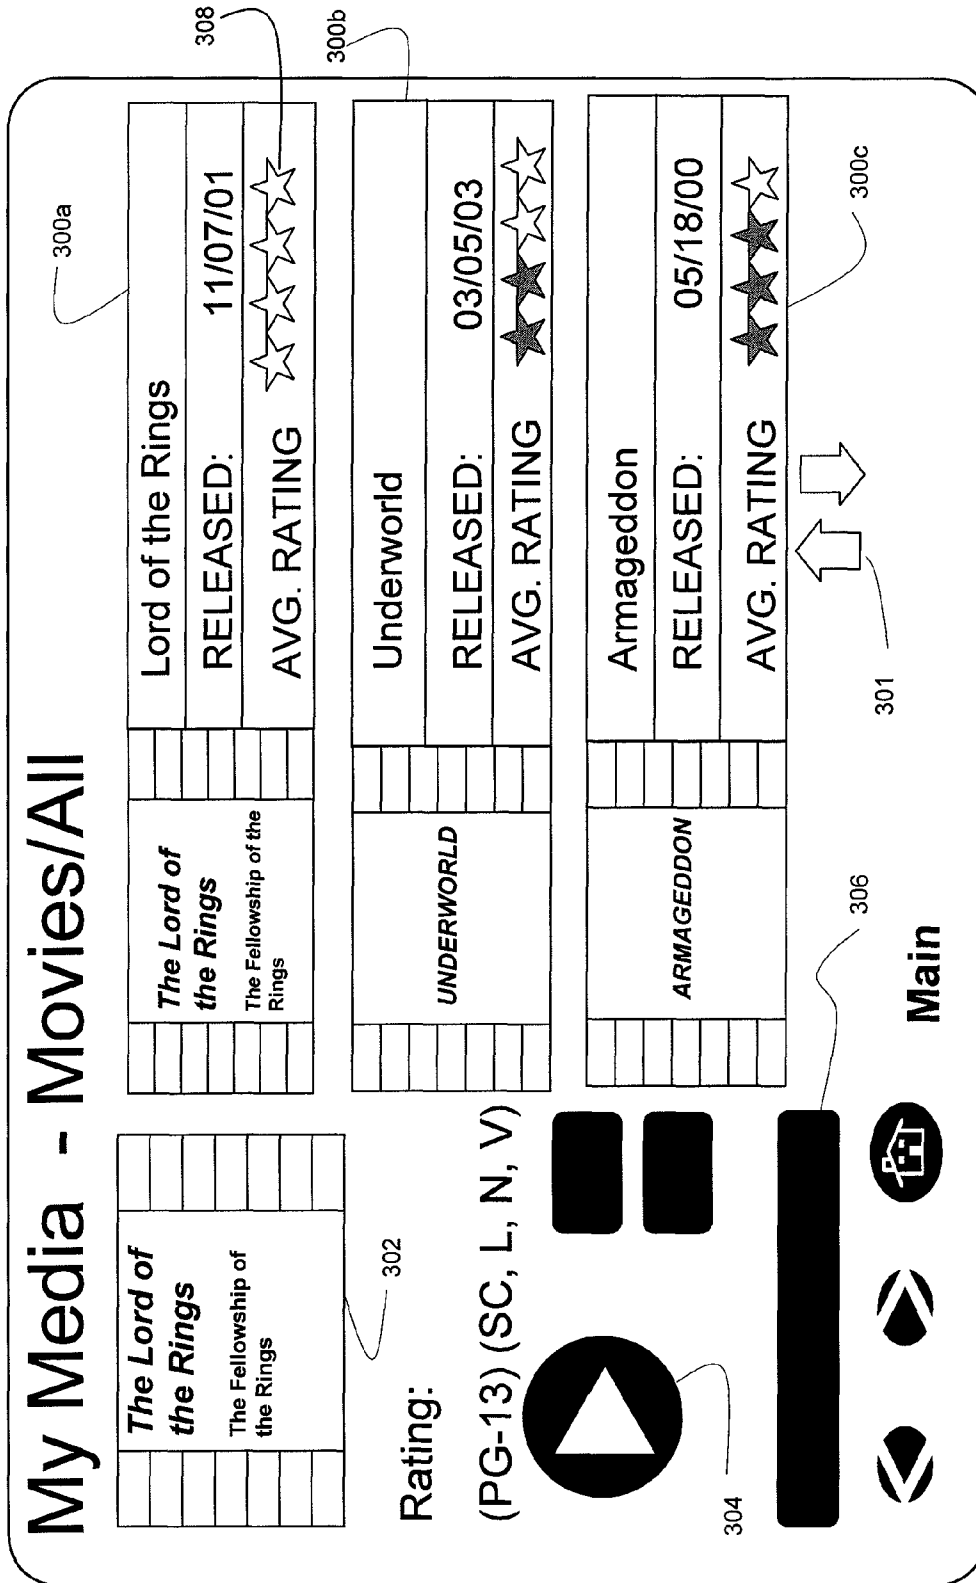 My Media - Movies/All
The Lord of
the Rings
The Fellowship of
the Rings
302
Rating:
(PG-13) (SC, L, N, V)
304
306
Main
The Lord of
the Rings
The Fellowship of the
Rings
Lord of the Rings
RELEASED: 11/07/01
AVG. RATING
300a
308
UNDERWORLD
Underworld
RELEASED: 03/05/03
AVG. RATING
300b
ARMAGEDDON
Armageddon
RELEASED: 05/18/00
AVG. RATING
300c
301